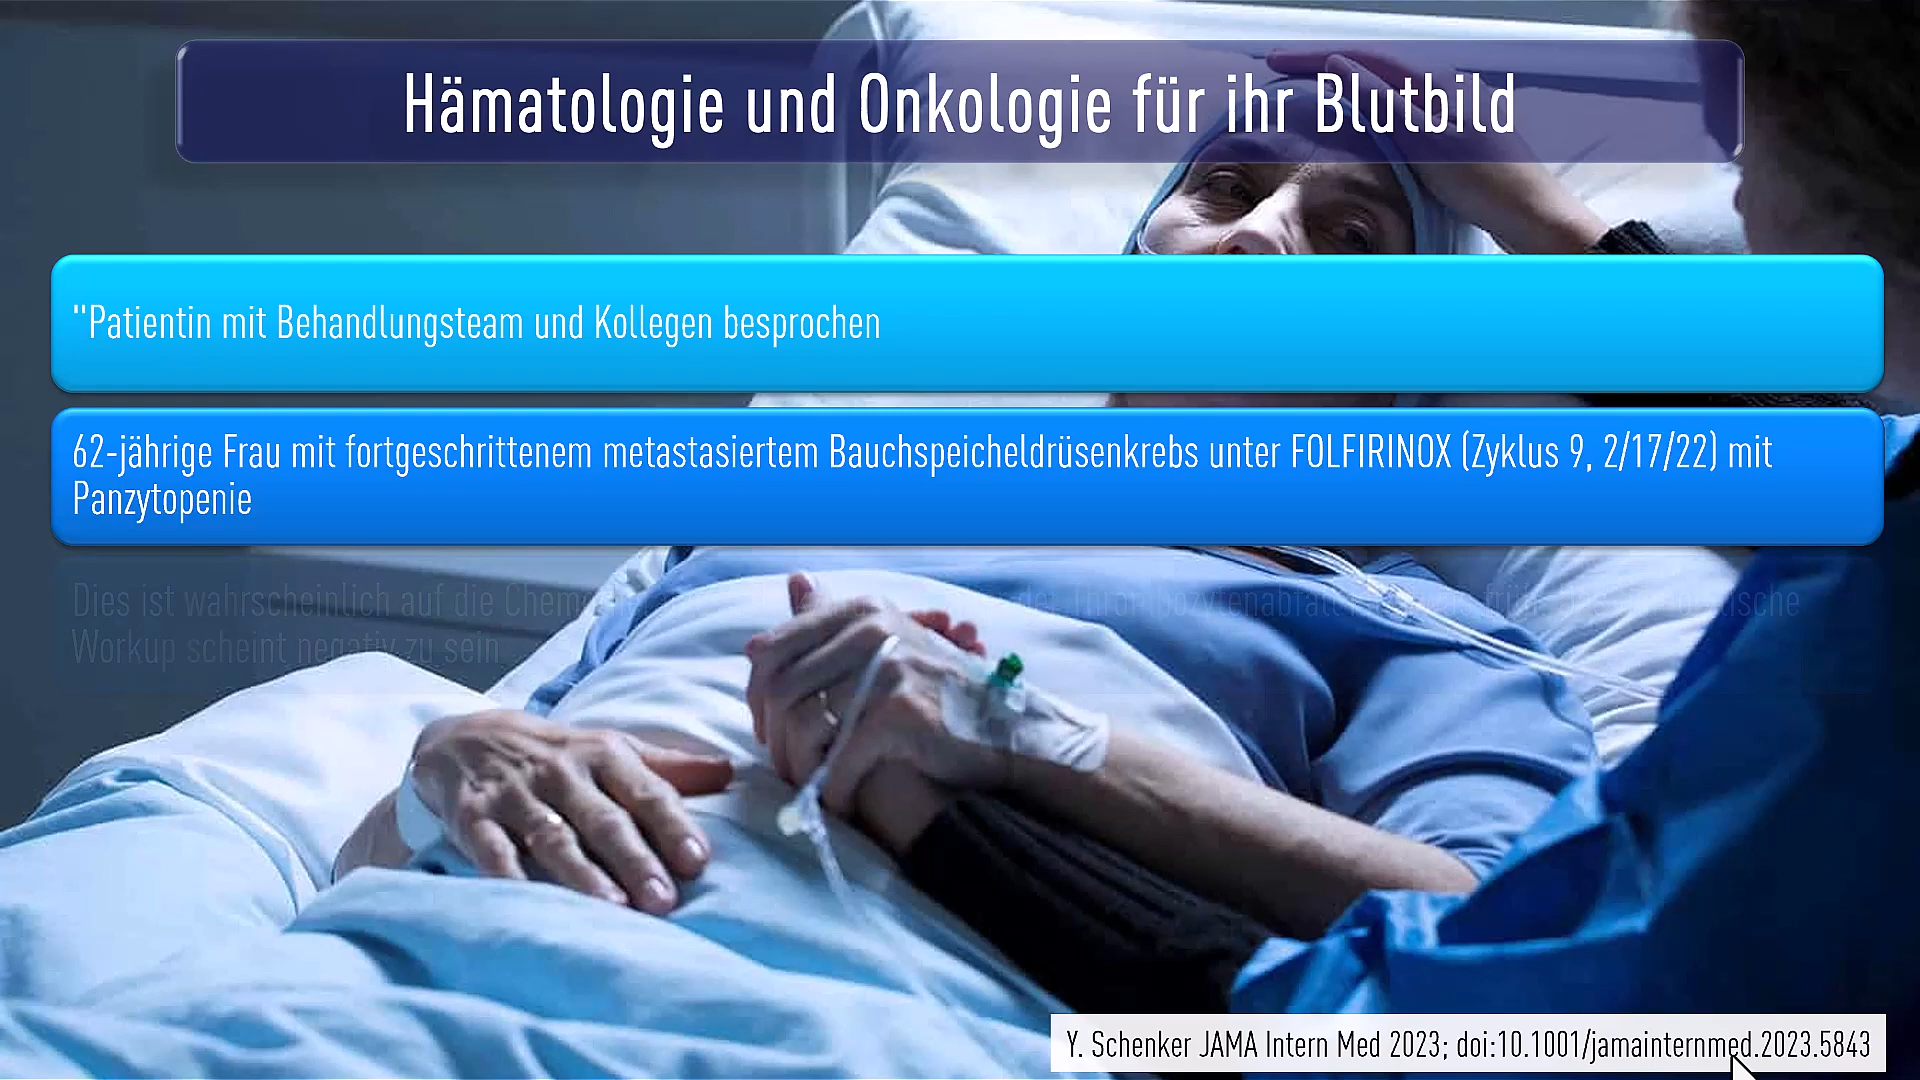 Hämatologie und Onkologie für ihr Blutbild
"Patientin mit Behandlungsteam und Kollegen besprochen
62-jährige Frau mit fortgeschrittenem metastasiertem Bauchspeicheldrüsenkrebs unter FOLFIRINOX (Zyklus 9, 2/17/22) mit
Panzytopenie
Dies ist wahrscheinlich auf die
Workup scheint negativ zu sein
Y. Schenker JAMA Intern Med 2023; doi:10.1001/jamainternmed.2023.5843